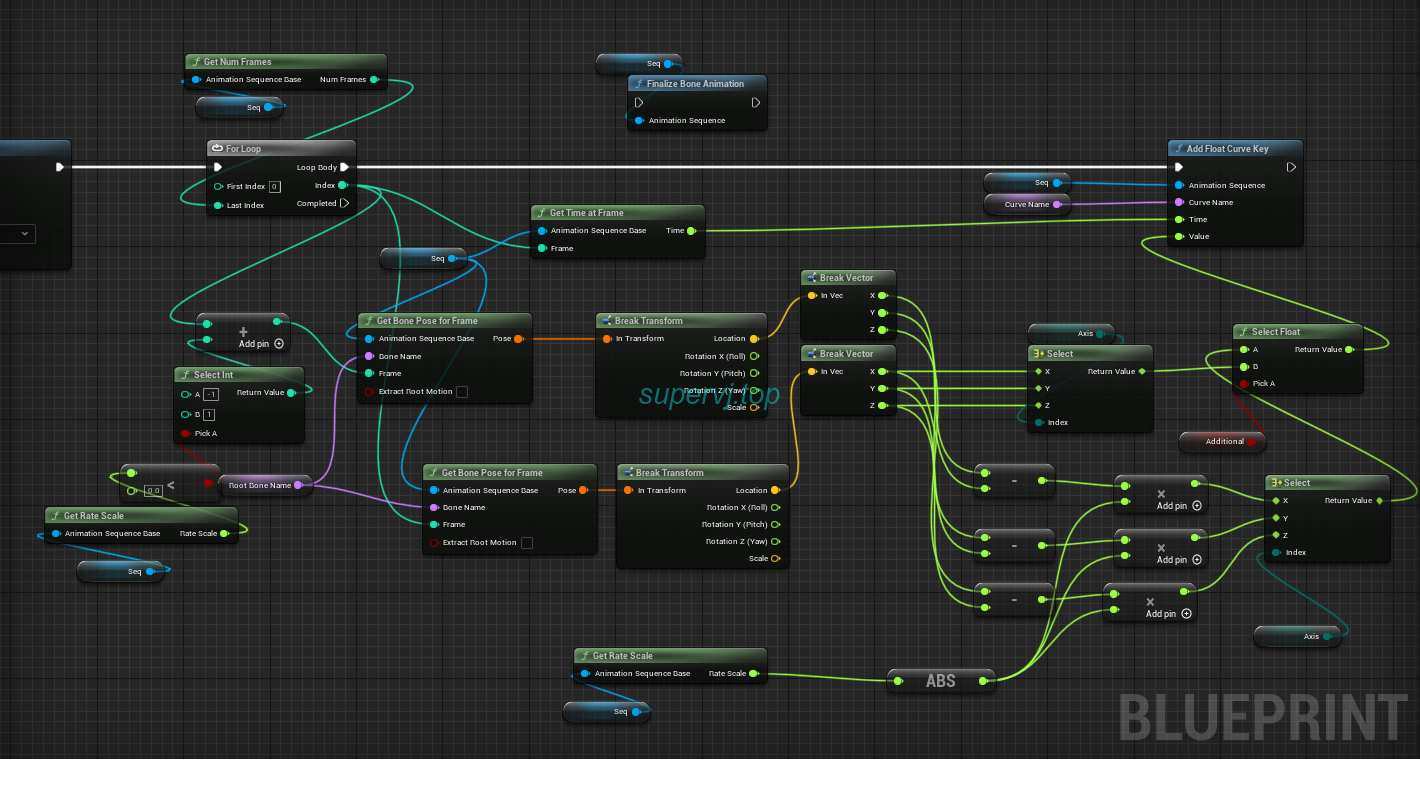 Get Num Frames
Animation Sequence Base Num Frames
Seq
Seq
Finalize Bone Animation
Animation Sequence
For Loop
Loop Body
First Index 0 Index
Last Index Completed
Add Float Curve Key
Seq Animation Sequence
Curve Name Curve Name
Time
Value
Get Time at Frame
Animation Sequence Base Time
Frame
Seq
Break Vector
In Vec X
Y
Z
+
Add pin
Get Bone Pose for Frame
Animation Sequence Base Pose
Bone Name
Frame
Extract Root Motion
Break Transform
In Transform Location
Rotation X (Roll)
Rotation Y (Pitch)
Rotation Z (Yaw)
Scale
supervj.top
Break Vector
In Vec X
Y
Z
Axis
Select
X Return Value
Y
Z
Index
Select Float
A Return Value
B
Pick A
Additional
Select Int
A -1 Return Value
B 1
Pick A
0.0 <
Root Bone Name
Get Rate Scale
Animation Sequence Base Rate Scale
Seq
Get Bone Pose for Frame
Animation Sequence Base Pose
Bone Name
Frame
Extract Root Motion
Break Transform
In Transform Location
Rotation X (Roll)
Rotation Y (Pitch)
Rotation Z (Yaw)
Scale
-
-
-
x
Add pin
x
Add pin
x
Add pin
Select
X Return Value
Y
Z
Index
Axis
Get Rate Scale
Animation Sequence Base Rate Scale
Seq
ABS
BLUEPRINT